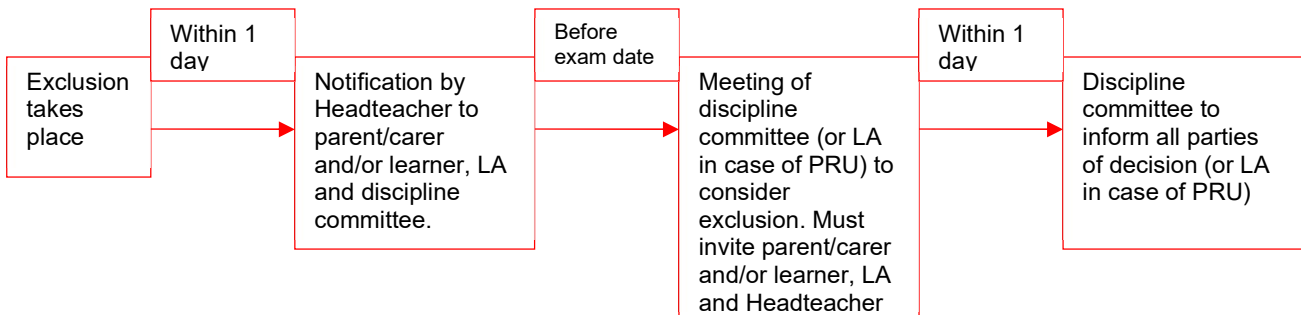 Exclusion
takes
place
Within 1
day
Notification by
Headteacher to
parent/carer
and/or learner, LA
and discipline
committee.
Before
exam date
Meeting of
discipline
committee (or LA
in case of PRU) to
consider
exclusion. Must
invite parent/carer
and/or learner, LA
and Headteacher
Within 1
day
Discipline
committee to
inform all parties
of decision (or LA
in case of PRU)